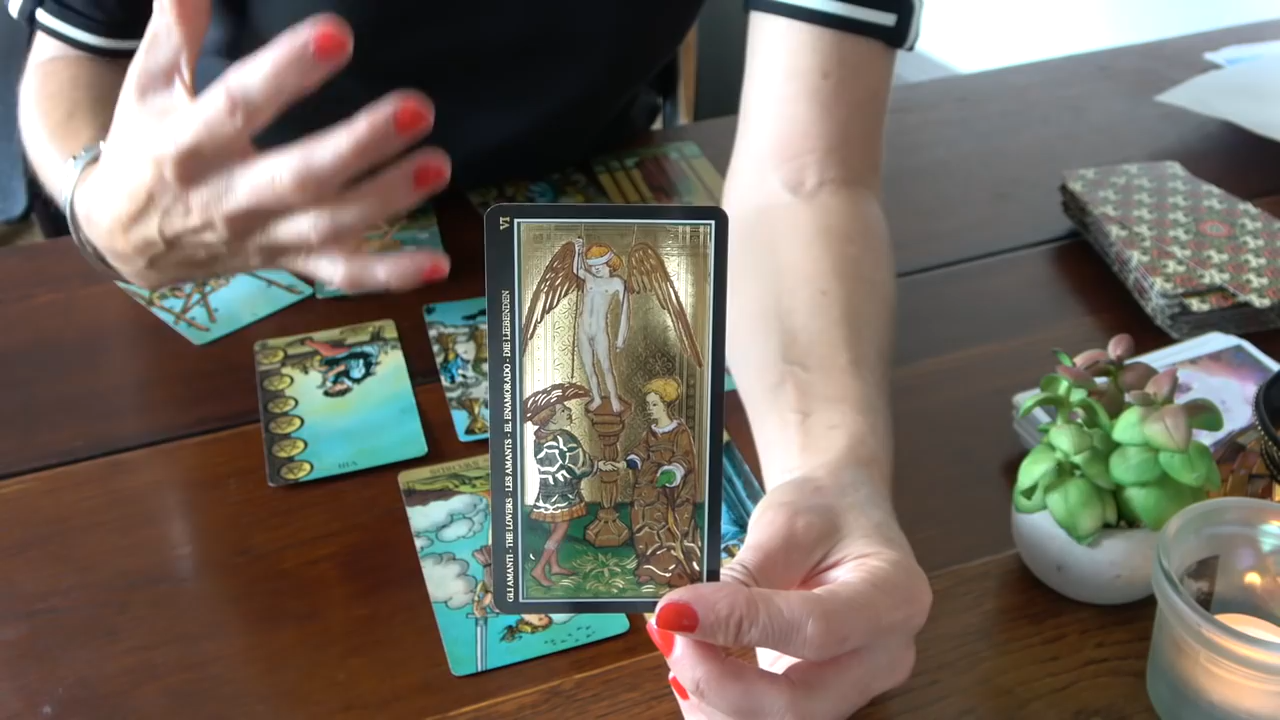 VI
GLI AMANTI - THE LOVERS - LES AMANTS - EL ENAMORADO - DIE LIEBENDEN